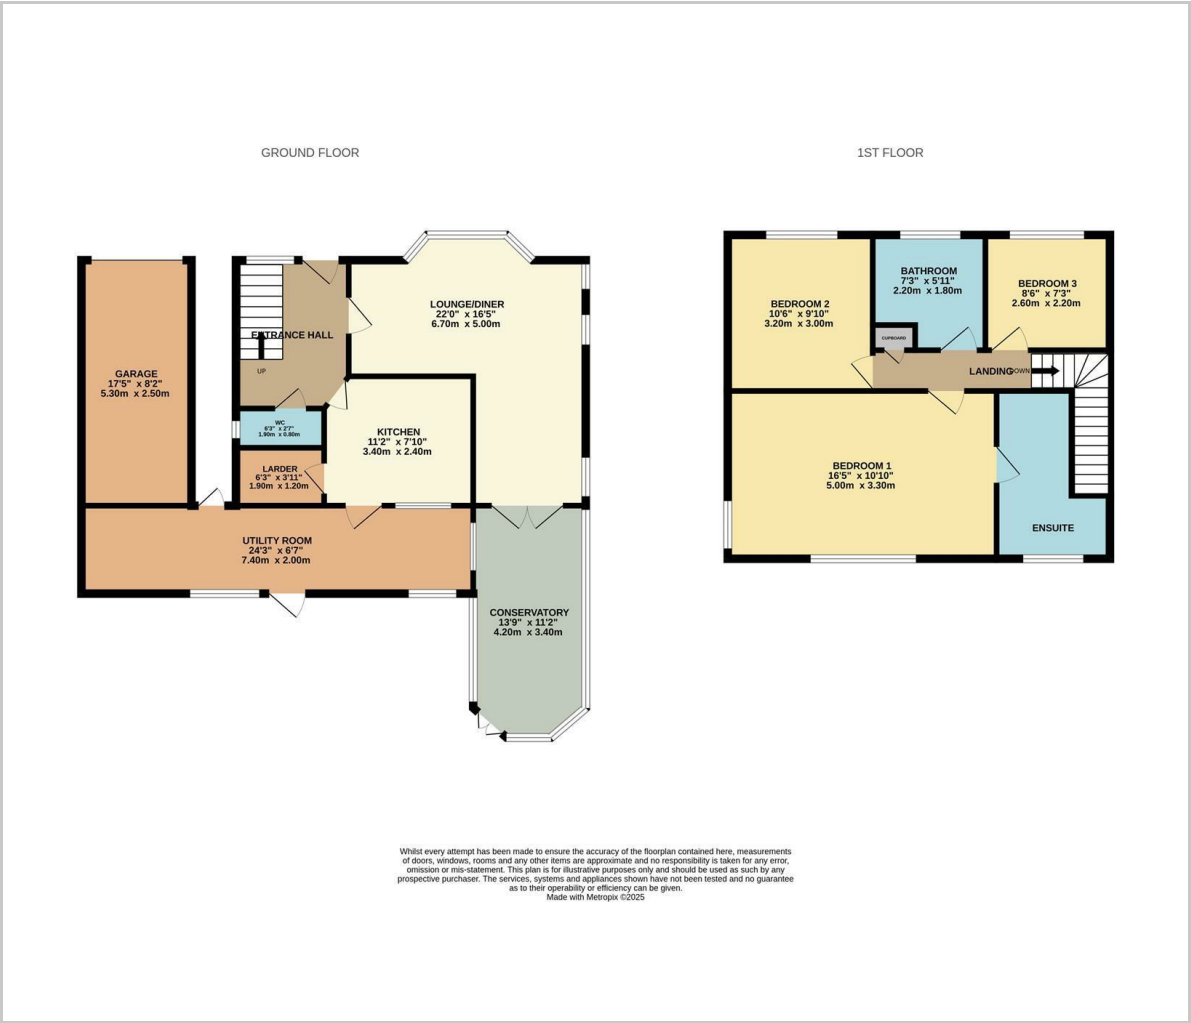 GROUND FLOOR
1ST FLOOR
GARAGE
17'5" x 8'2"
5.30m x 2.50m
ENTRANCE HALL
UP
WC
6'3" x 2'7"
1.90m x 0.80m
LARDER
6'3" x 3'11"
1.90m x 1.20m
LOUNGE/DINER
22'0" x 16'5"
6.70m x 5.00m
KITCHEN
11'2" x 7'10"
3.40m x 2.40m
UTILITY ROOM
24'3" x 6'7"
7.40m x 2.00m
CONSERVATORY
13'9" x 11'2"
4.20m x 3.40m
BEDROOM 2
10'6" x 9'10"
3.20m x 3.00m
BATHROOM
7'3" x 5'11"
2.20m x 1.80m
BEDROOM 3
8'6" x 7'3"
2.60m x 2.20m
CUPBOARD
LANDING
DOWN
BEDROOM 1
16'5" x 10'10"
5.00m x 3.30m
ENSUITE
Whilst every attempt has been made to ensure the accuracy of the floorplan contained here, measurements
of doors, windows, rooms and any other items are approximate and no responsibility is taken for any error,
omission or mis-statement. This plan is for illustrative purposes only and should be used as such by any
prospective purchaser. The services, systems and appliances shown have not been tested and no guarantee
as to their operability or efficiency can be given.
Made with Metropix ©2025